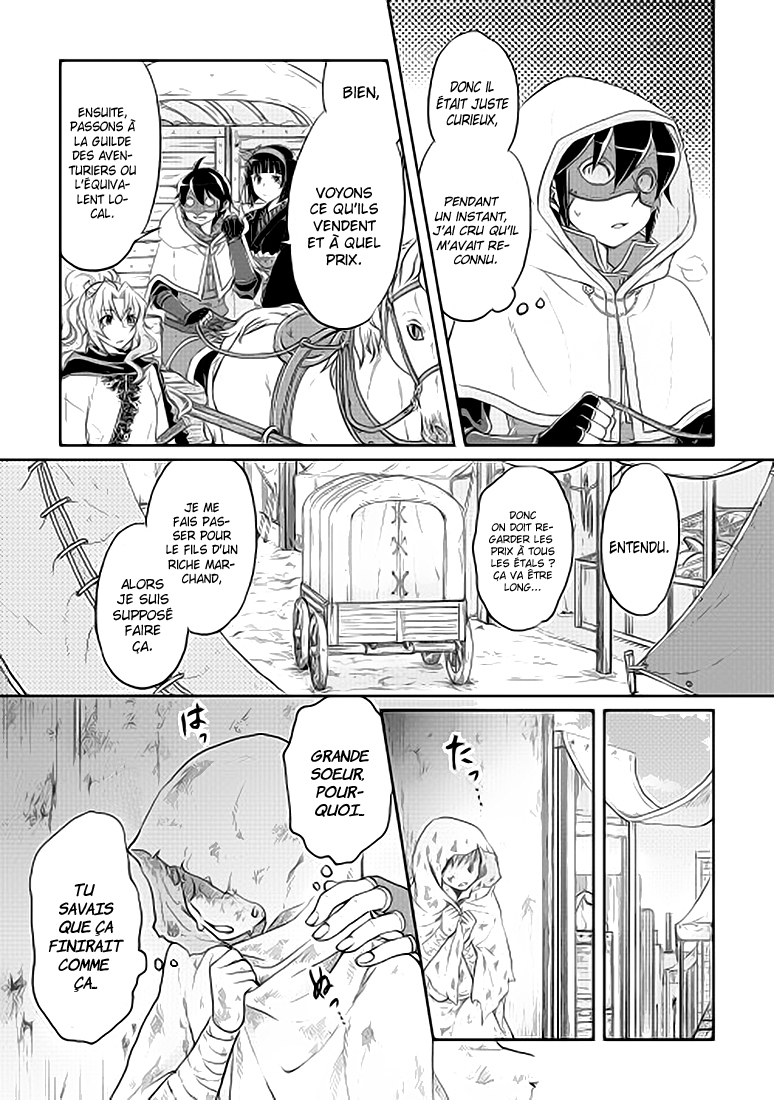 DONC IL
ÉTAIT JUSTE
CURIEUX,
PENDANT
UN INSTANT,
J'AI CRU QU'IL
M'AVAIT RE-
CONNU.
BIEN,
VOYONS
CE QU'ILS
VENDENT
ET À QUEL
PRIX.
ENSUITE,
PASSONS À
LA GUILDE
DES AVEN-
TURIERS OU
L'ÉQUIVA-
LENT LO-
CAL.
ENTENDU.
DONC
ON DOIT RE-
GARDER LES
PRIX À TOUS
LES ÉTALS ?
ÇA VA ÊTRE
LONG...
JE ME
FAIS PAS-
SER POUR
LE FILS D'UN
RICHE MAR-
CHAND,
ALORS
JE SUIS
SUPPOSÉ
FAIRE
ÇA.
たっ
はっ
GRANDE
SOEUR,
POUR-
QUOI...
TU
SAVAIS
QUE ÇA
FINIRAIT
COMME
ÇA...
ぬっ